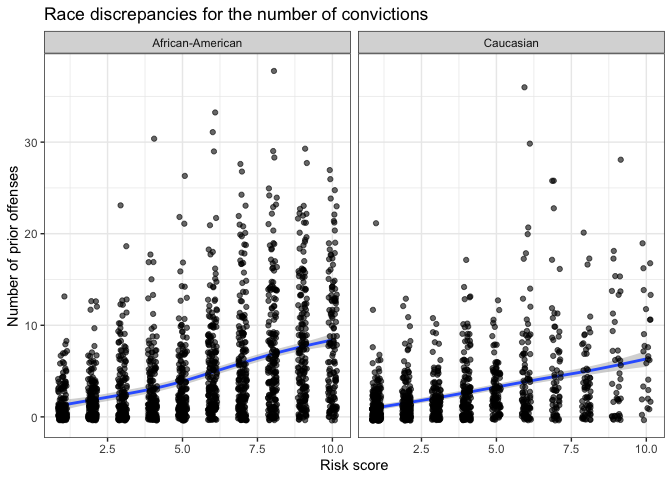 Race discrepancies for the number of convictions
African-American
Caucasian
Number of prior offenses
30
20
10
0
2.5
5.0
7.5
10.0
2.5
5.0
7.5
10.0
Risk score